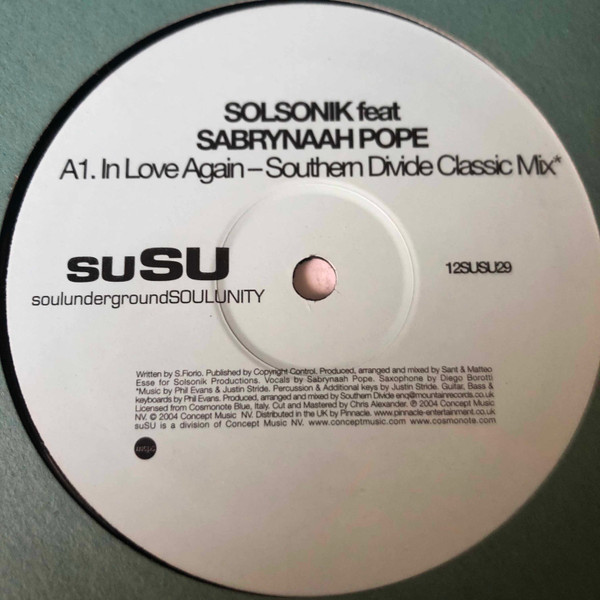 SOLSONIK feat
SABRYNAAH POPE
A1. In Love Again – Southern Divide Classic Mix*
suSU
soulundergroundSOULUNITY
12SUSU29
Written by S.Fiorio. Published by Copyright Control. Produced, arranged and mixed by Sant & Matteo
Esse for Solsonik Productions. Vocals by Sabrynaah Pope. Saxophone by Diego Borotti
*Music by Phil Evans & Justin Stride. Percussion & Additional keys by Justin Stride. Guitar, Bass &
keyboards by Phil Evans. Produced, arranged and mixed by Southern Divide enq@mountainrecords.co.uk
Licensed from Cosmonote Blue, Italy. Cut and Mastered by Chris Alexander. ℗ 2004 Concept Music
NV. © 2004 Concept Music NV. Distributed in the UK by Pinnacle. www.pinnacle-entertainment.co.uk
suSU is a division of Concept Music NV. www.conceptmusic.com www.cosmonote.com